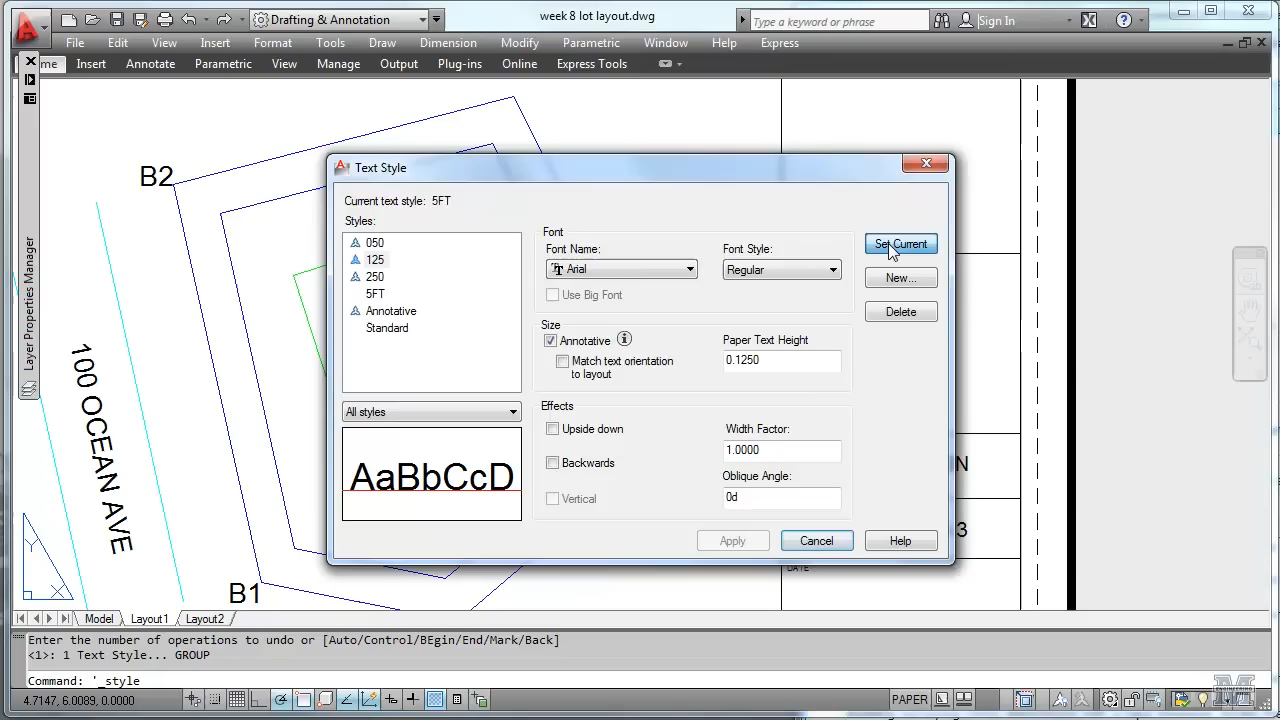 Drafting & Annotation
week 8 lot layout.dwg
Type a keyword or phrase
Sign In
File Edit View Insert Format Tools Draw Dimension Modify Parametric Window Help Express
me Insert Annotate Parametric View Manage Output Plug-ins Online Express Tools
Layer Properties Manager
B2
100 OCEAN AVE
B1
Text Style
Current text style: 5FT
Styles:
050
125
250
5FT
Annotative
Standard
All styles
AaBbCcD
Font
Font Name: Font Style:
Arial Regular
Use Big Font
Size
Annotative Paper Text Height
Match text orientation to layout
0.1250
Effects
Upside down
Backwards
Vertical
Width Factor:
1.0000
Oblique Angle:
0d
Set Current
New...
Delete
Apply Cancel Help
N
3
DATE
Y
X
Model Layout1 Layout2
Enter the number of operations to undo or [Auto/Control/BEgin/End/Mark/Back]
<1>: 1 Text Style... GROUP
Command: '_style
4.7147, 6.0089, 0.0000
PAPER